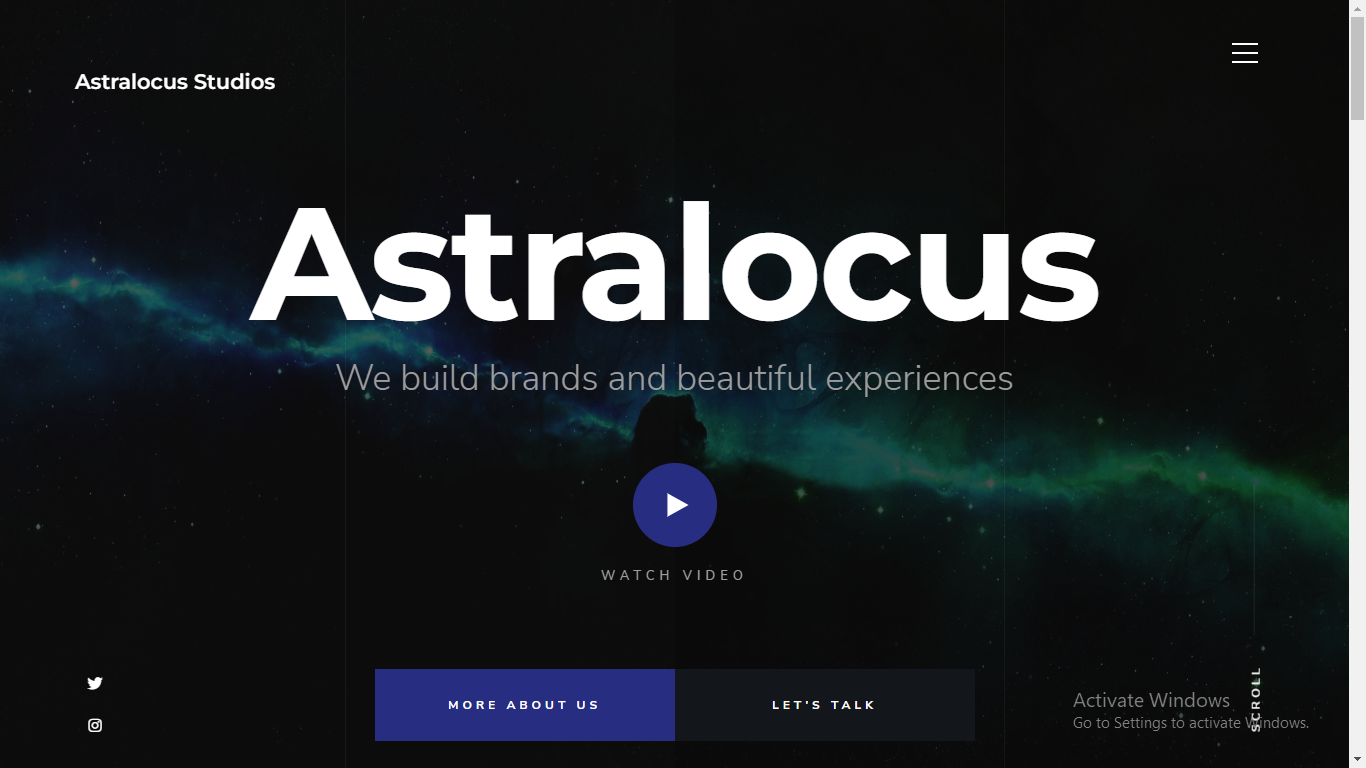 Astralocus Studios
Astralocus
We build brands and beautiful experiences
WATCH VIDEO
MORE ABOUT US
LET'S TALK
SCROLL
Activate Windows
Go to Settings to activate Windows.